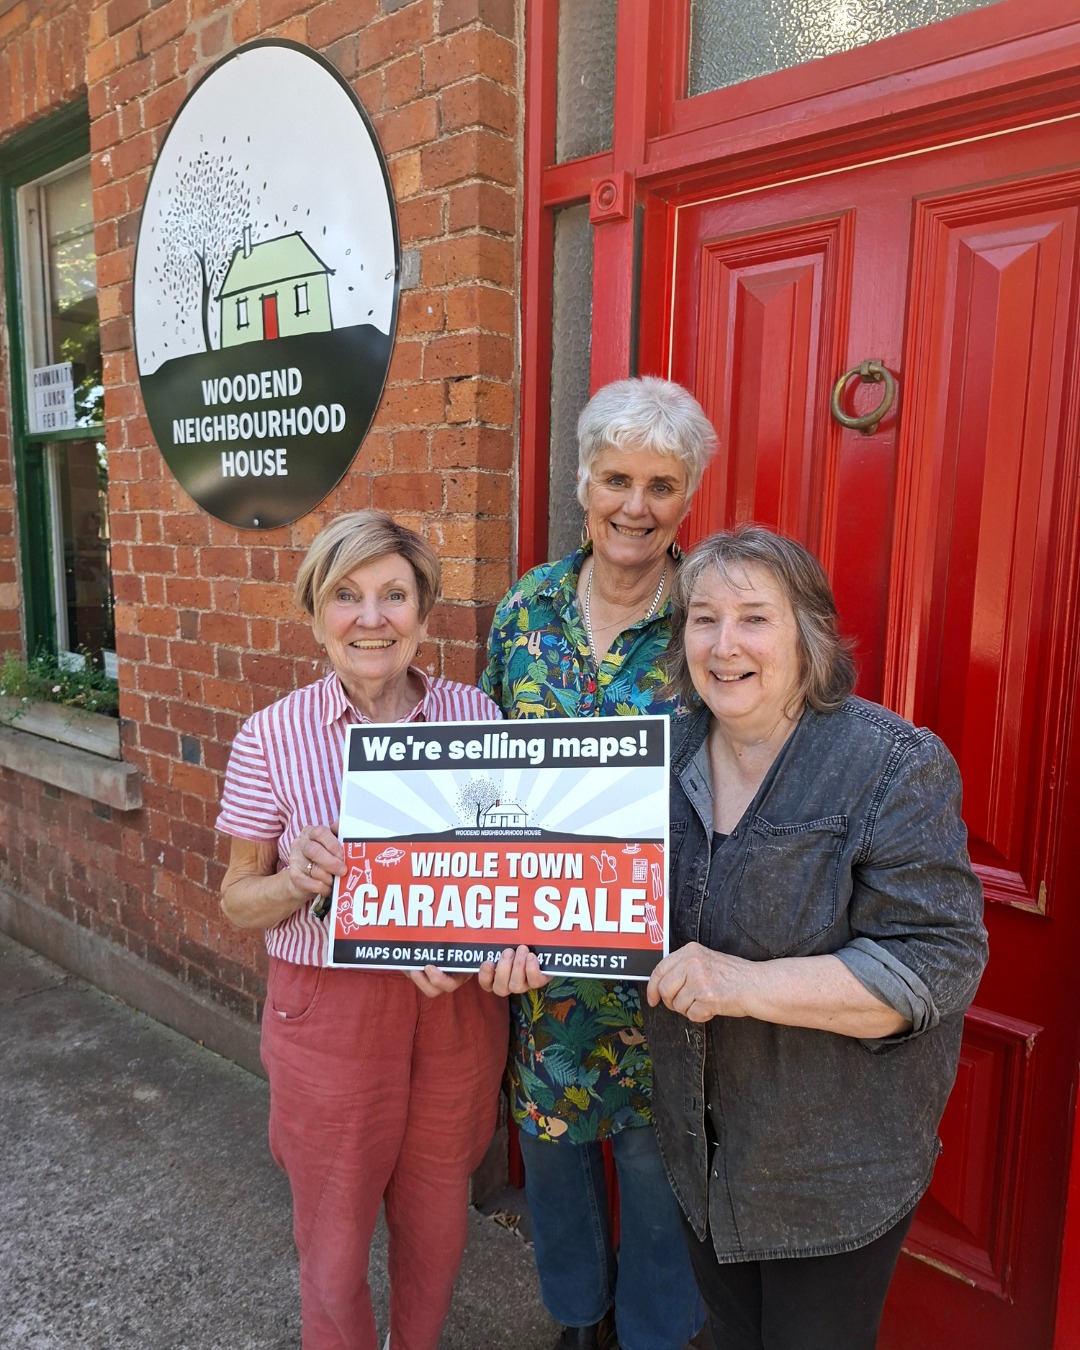 WOODEND
NEIGHBOURHOOD
HOUSE
COMMUNITY
LUNCH
FEB 17
We're selling maps!
WOODEND NEIGHBOURHOOD HOUSE
WHOLE TOWN
GARAGE SALE
MAPS ON SALE FROM 47 FOREST ST